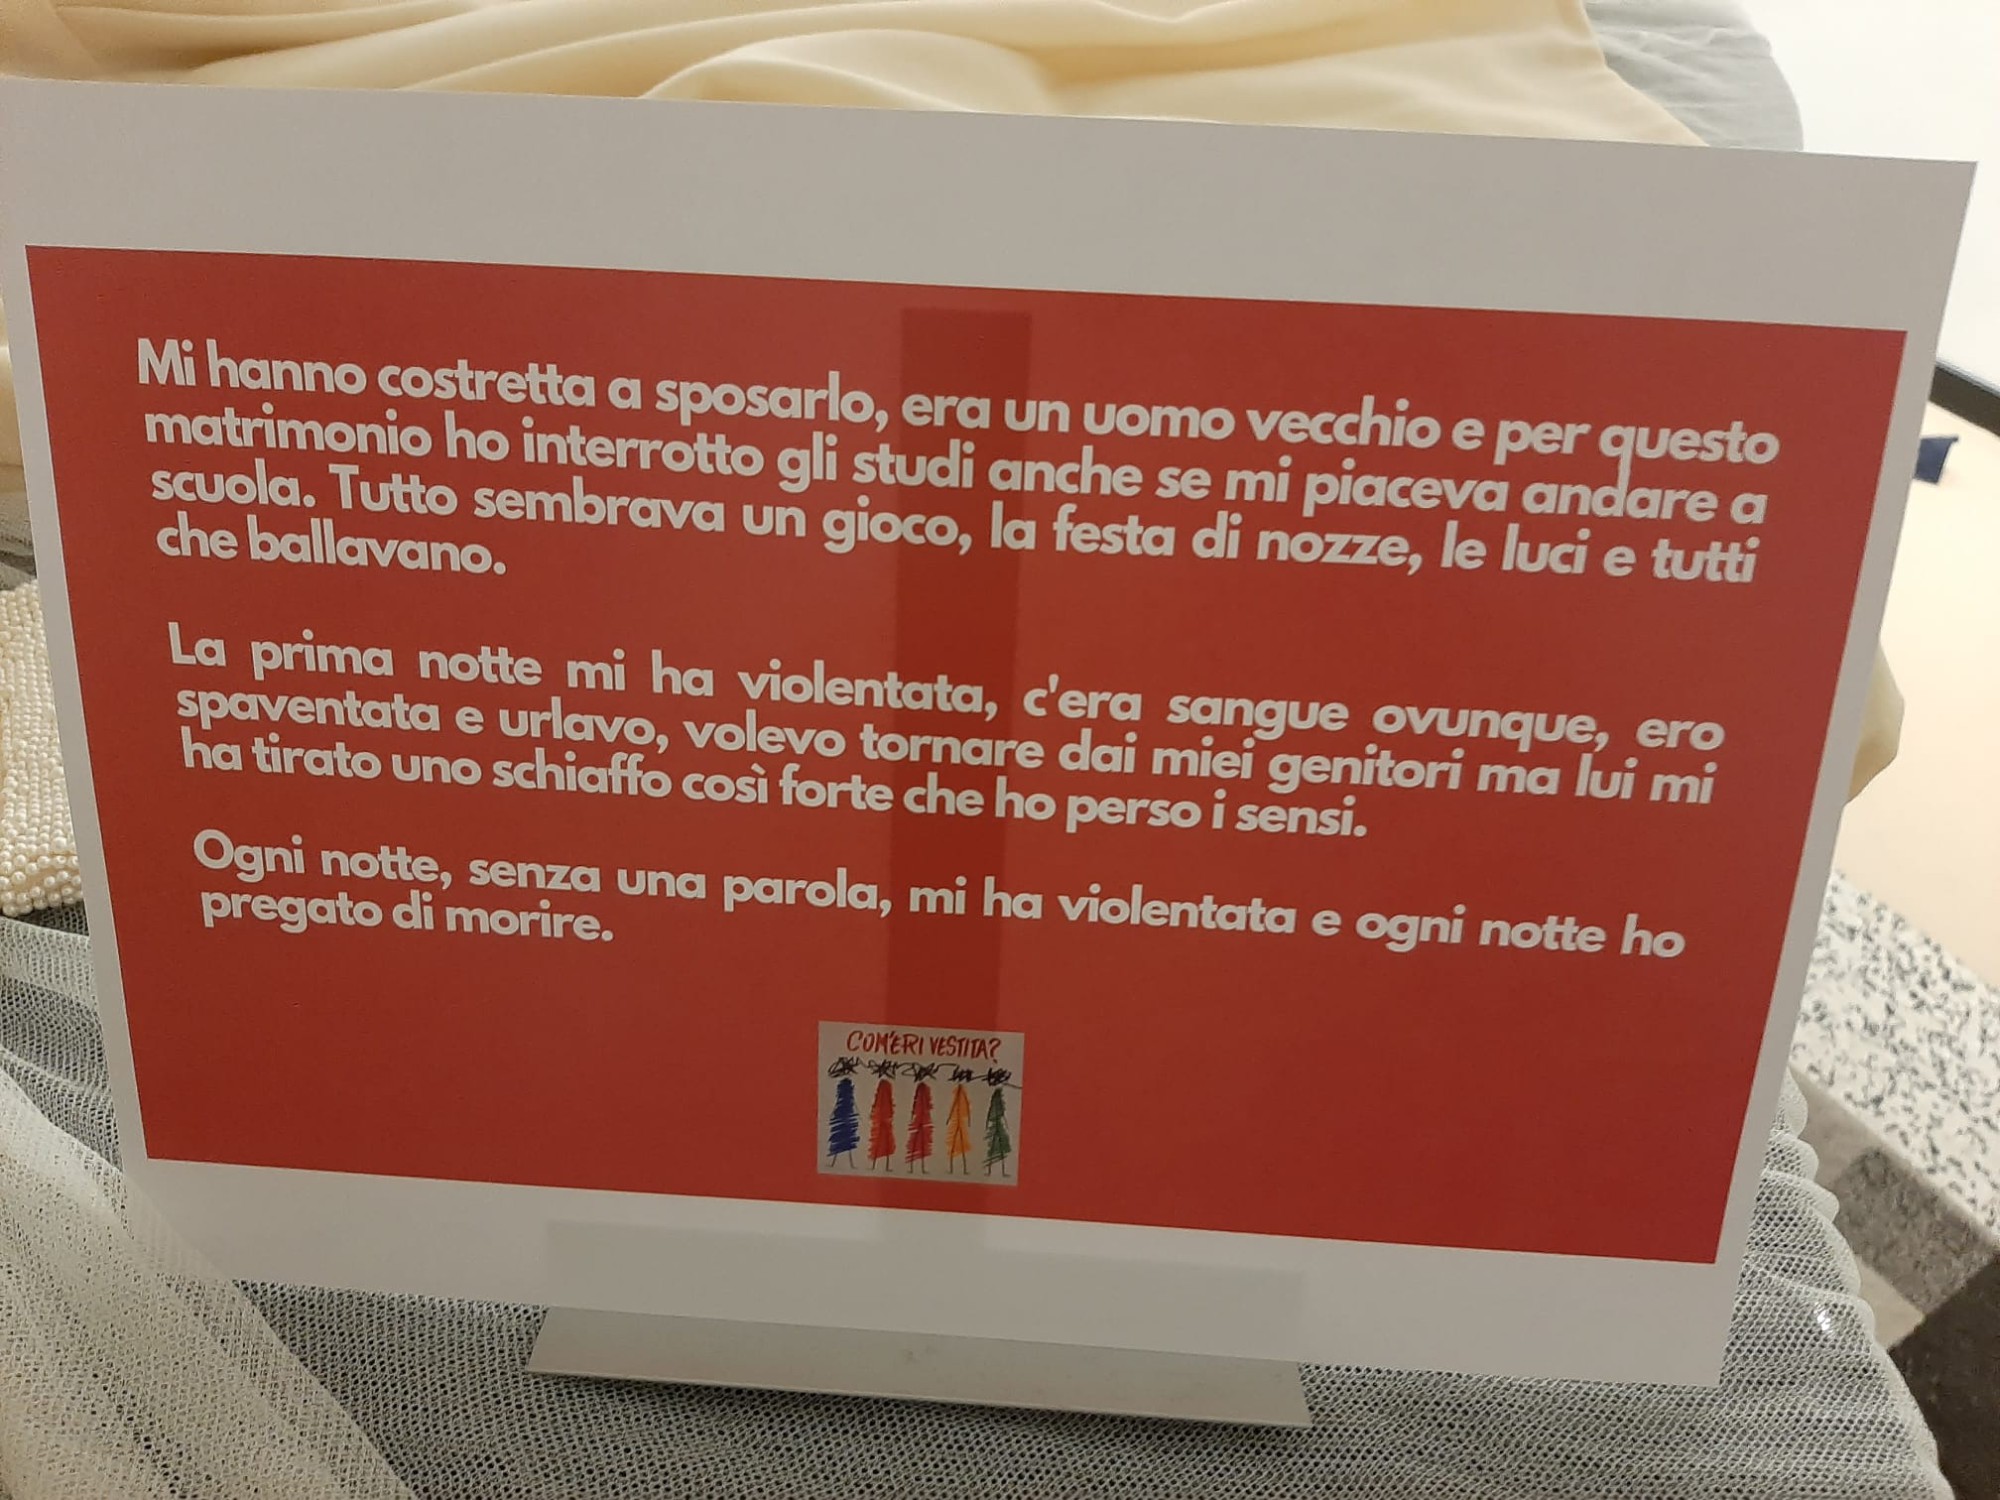 Mi hanno costretta a sposarlo, era un uomo vecchio e per questo
matrimonio ho interrotto gli studi anche se mi piaceva andare a
scuola. Tutto sembrava un gioco, la festa di nozze, le luci e tutti
che ballavano.
La prima notte mi ha violentata, c'era sangue ovunque, ero
spaventata e urlavo, volevo tornare dai miei genitori ma lui mi
ha tirato uno schiaffo così forte che ho perso i sensi.
Ogni notte, senza una parola, mi ha violentata e ogni notte ho
pregato di morire.
COM'ERI VESTITA?